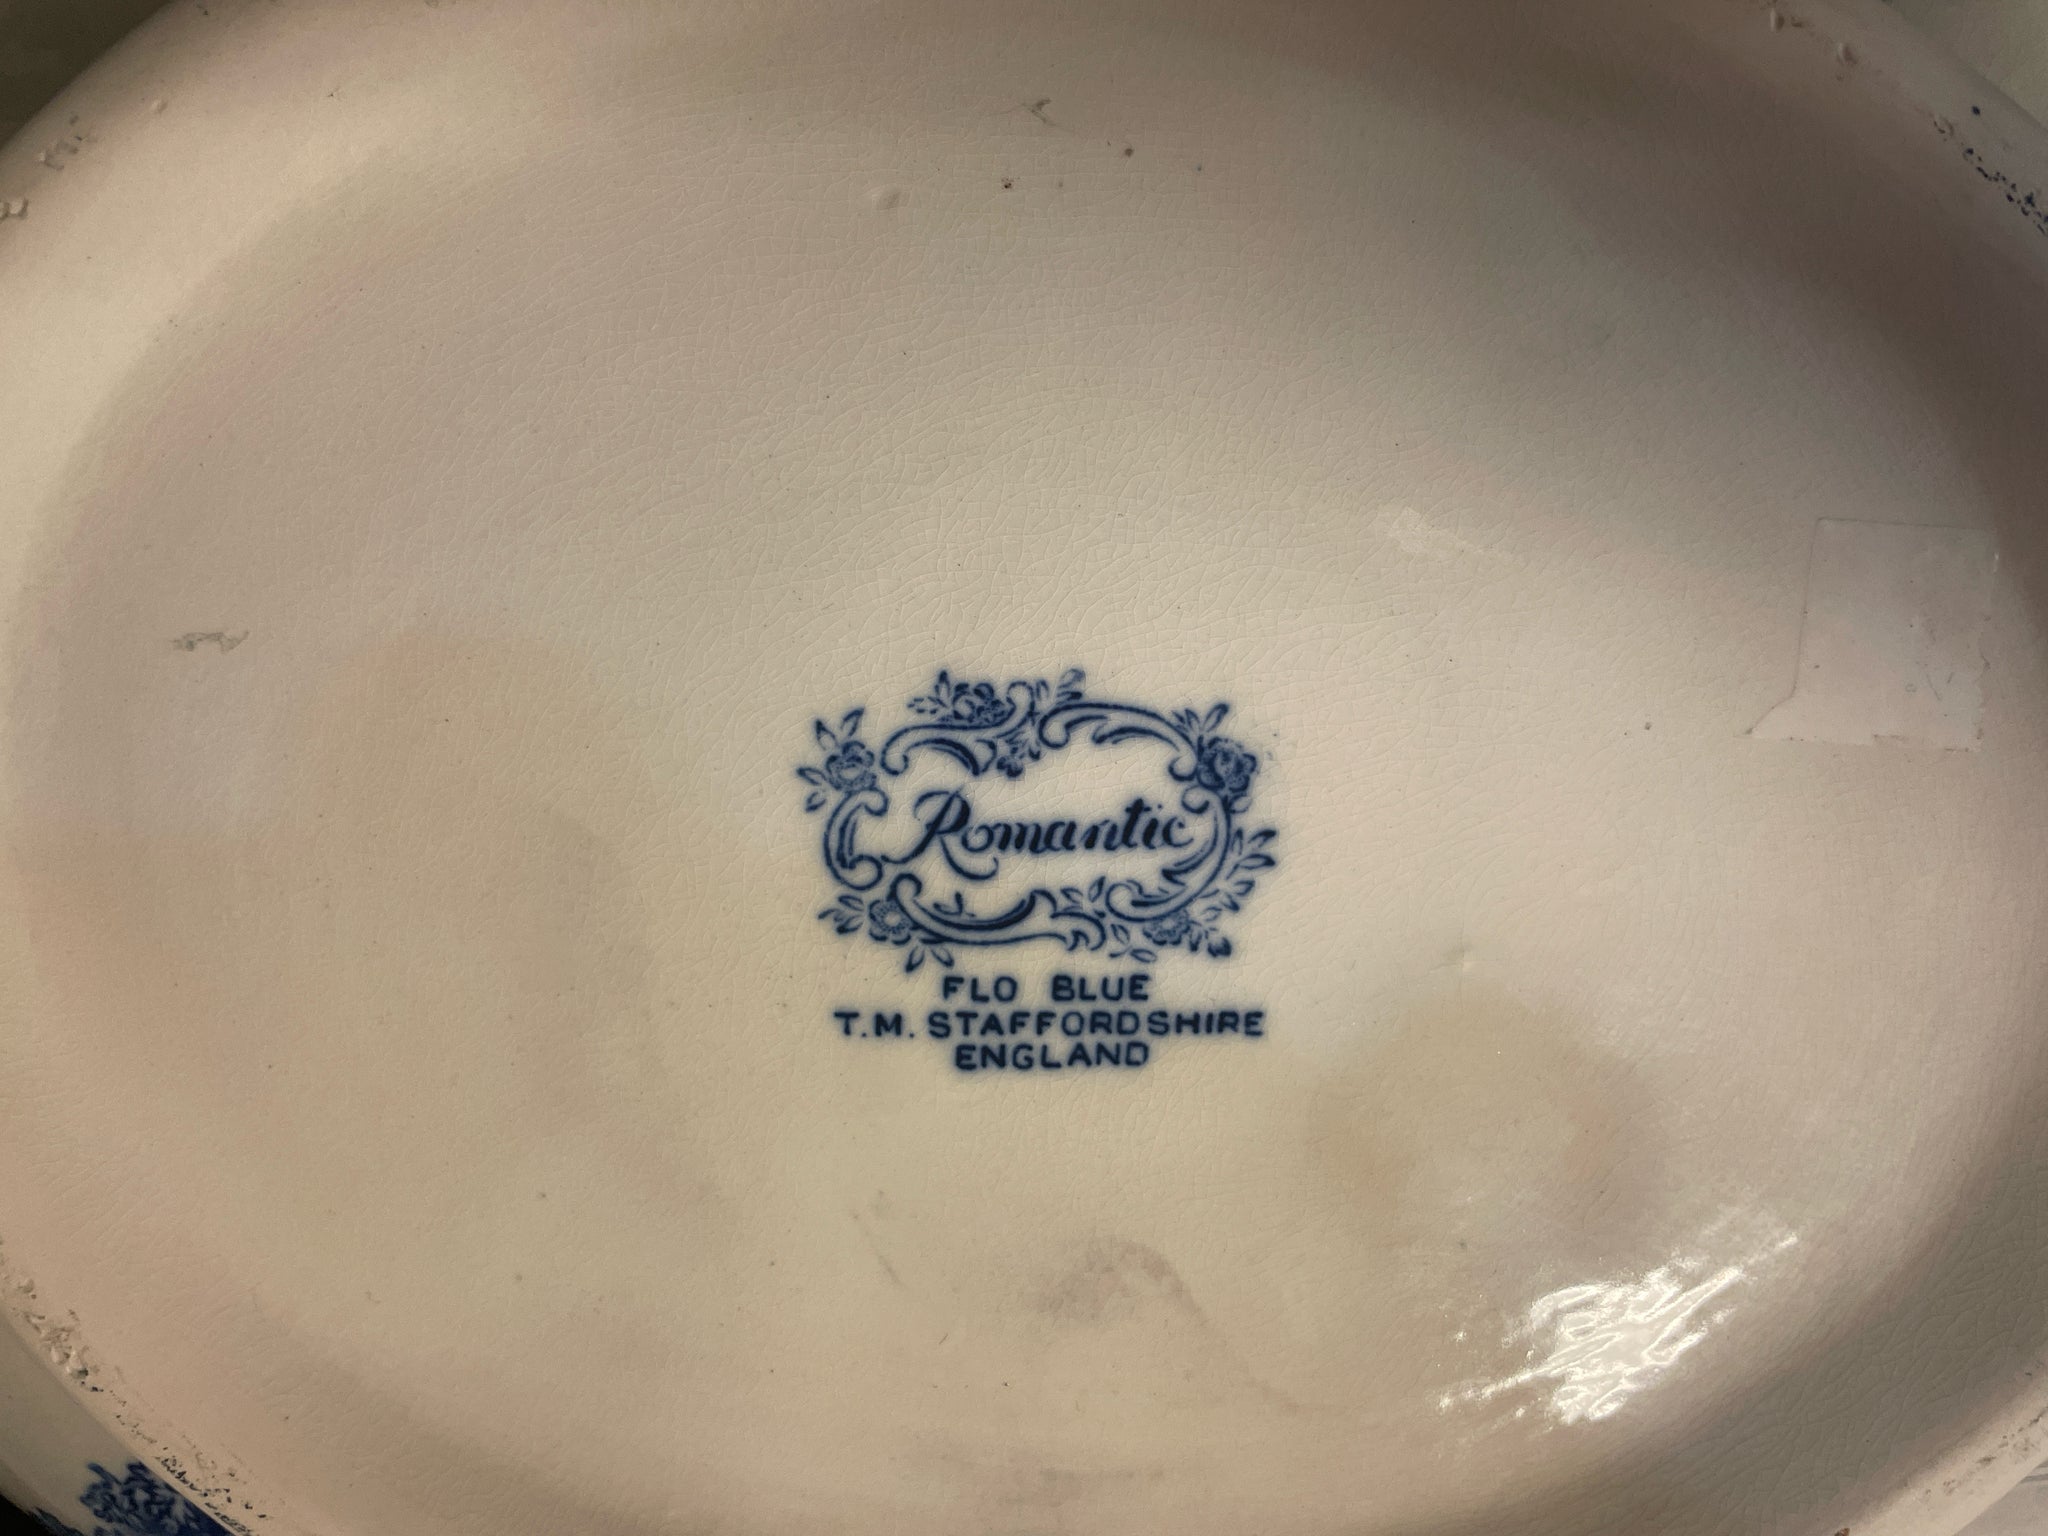 Romantic
FLO BLUE
T.M. STAFFORDSHIRE
ENGLAND